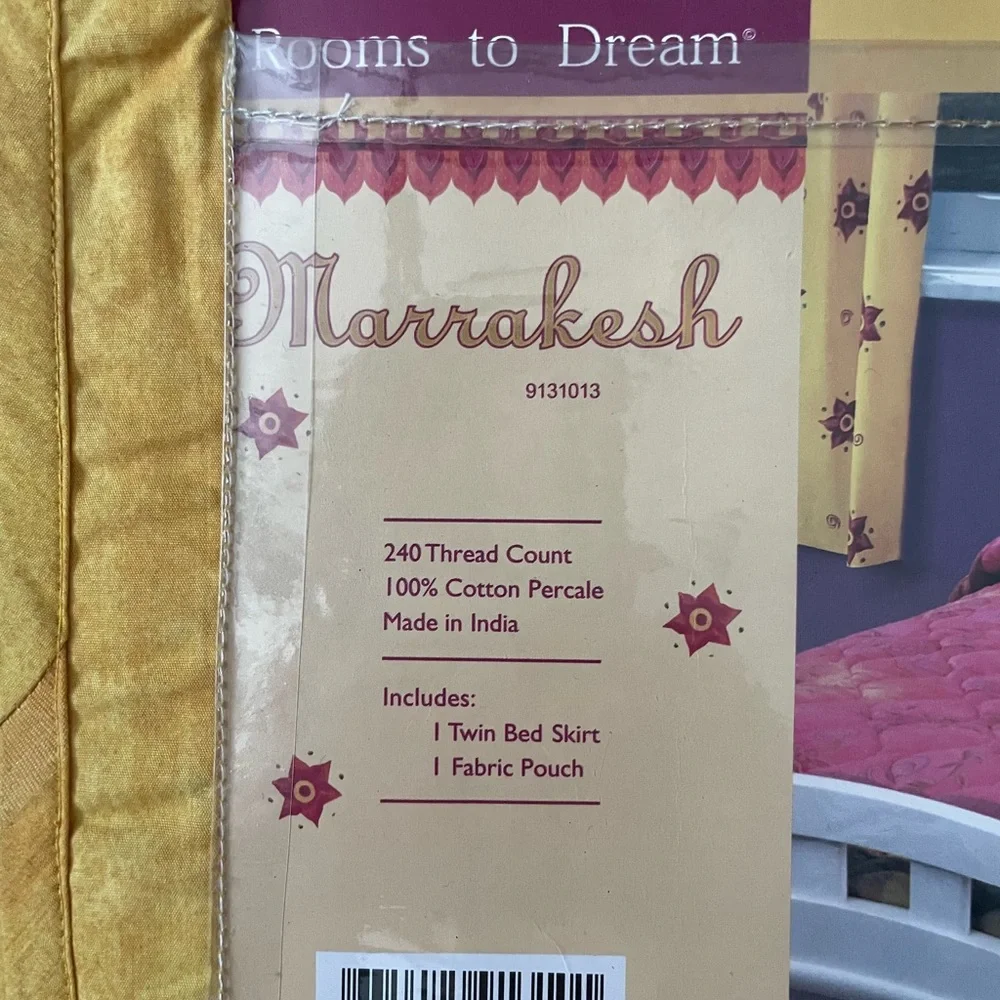 Rooms to Dream©
Marrakesh
9131013
240 Thread Count
100% Cotton Percale
Made in India
Includes:
1 Twin Bed Skirt
1 Fabric Pouch